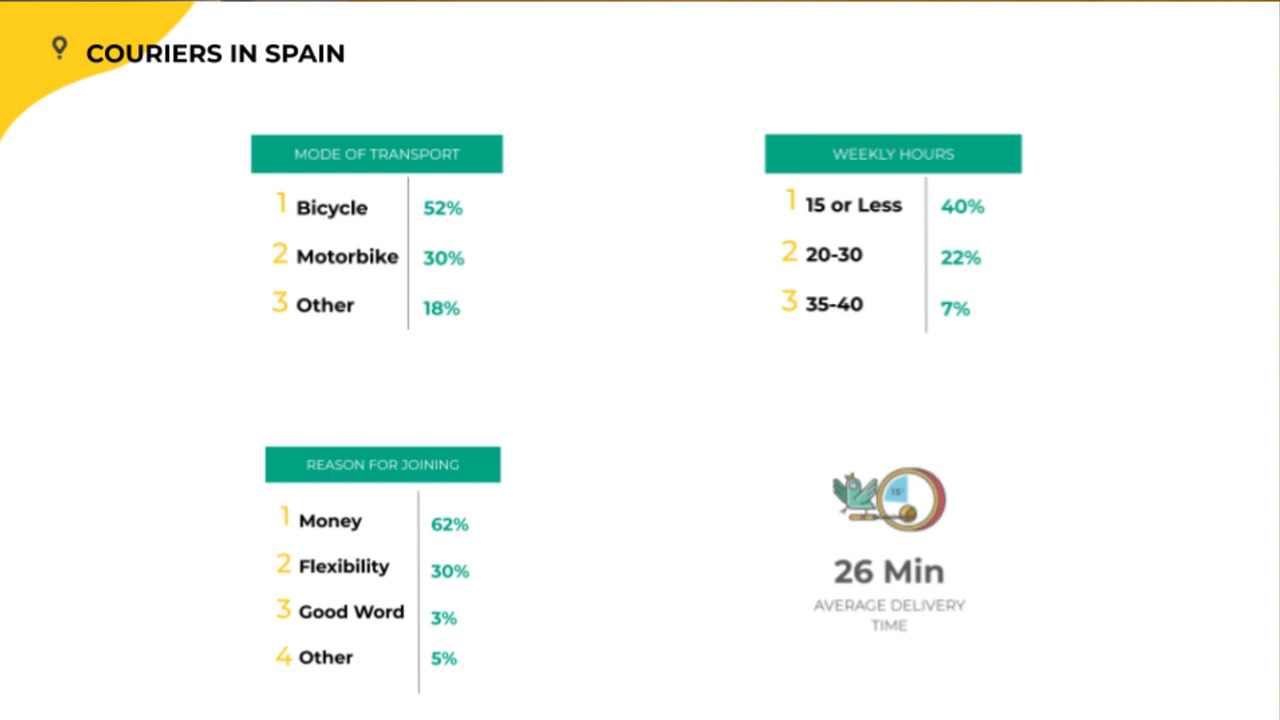 COURIERS IN SPAIN
MODE OF TRANSPORT
1 Bicycle 52%
2 Motorbike 30%
3 Other 18%
WEEKLY HOURS
1 15 or Less 40%
2 20-30 22%
3 35-40 7%
REASON FOR JOINING
1 Money 62%
2 Flexibility 30%
3 Good Word 3%
4 Other 5%
15'
26 Min
AVERAGE DELIVERY
TIME